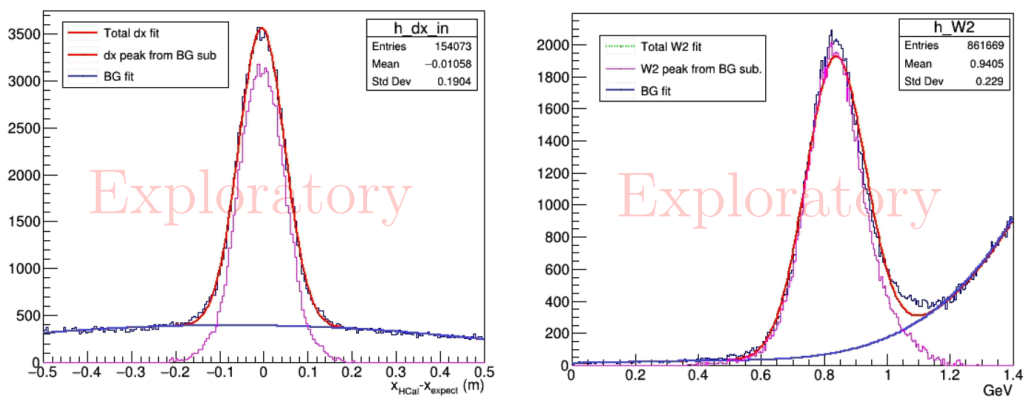 h_dx_in
Entries 154073
Mean −0.01058
Std Dev 0.1904
Total dx fit
dx peak from BG sub
BG fit
Exploratory
3500
3000
2500
2000
1500
1000
500
0
−0.5 −0.4 −0.3 −0.2 −0.1 0 0.1 0.2 0.3 0.4 0.5
xHCal-xexpect (m)
h_W2
Entries 861669
Mean 0.9405
Std Dev 0.229
Total W2 fit
W2 peak from BG sub.
BG fit
Exploratory
2000
1800
1600
1400
1200
1000
800
600
400
200
0
0 0.2 0.4 0.6 0.8 1 1.2 1.4
GeV